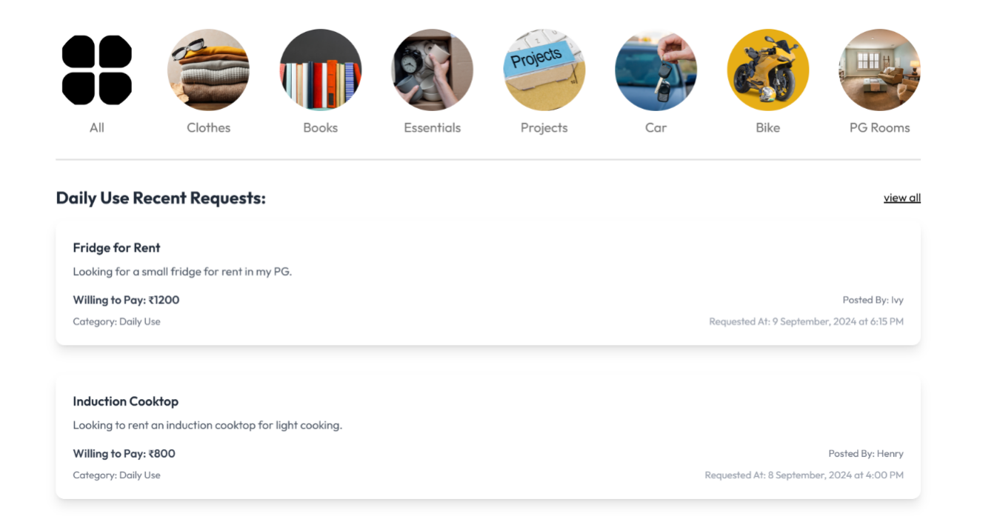 Projects
All Clothes Books Essentials Projects Car Bike PG Rooms
Daily Use Recent Requests: view all
Fridge for Rent
Looking for a small fridge for rent in my PG.
Willing to Pay: ₹1200 Posted By: Ivy
Category: Daily Use Requested At: 9 September, 2024 at 6:15 PM
Induction Cooktop
Looking to rent an induction cooktop for light cooking.
Willing to Pay: ₹800 Posted By: Henry
Category: Daily Use Requested At: 8 September, 2024 at 4:00 PM